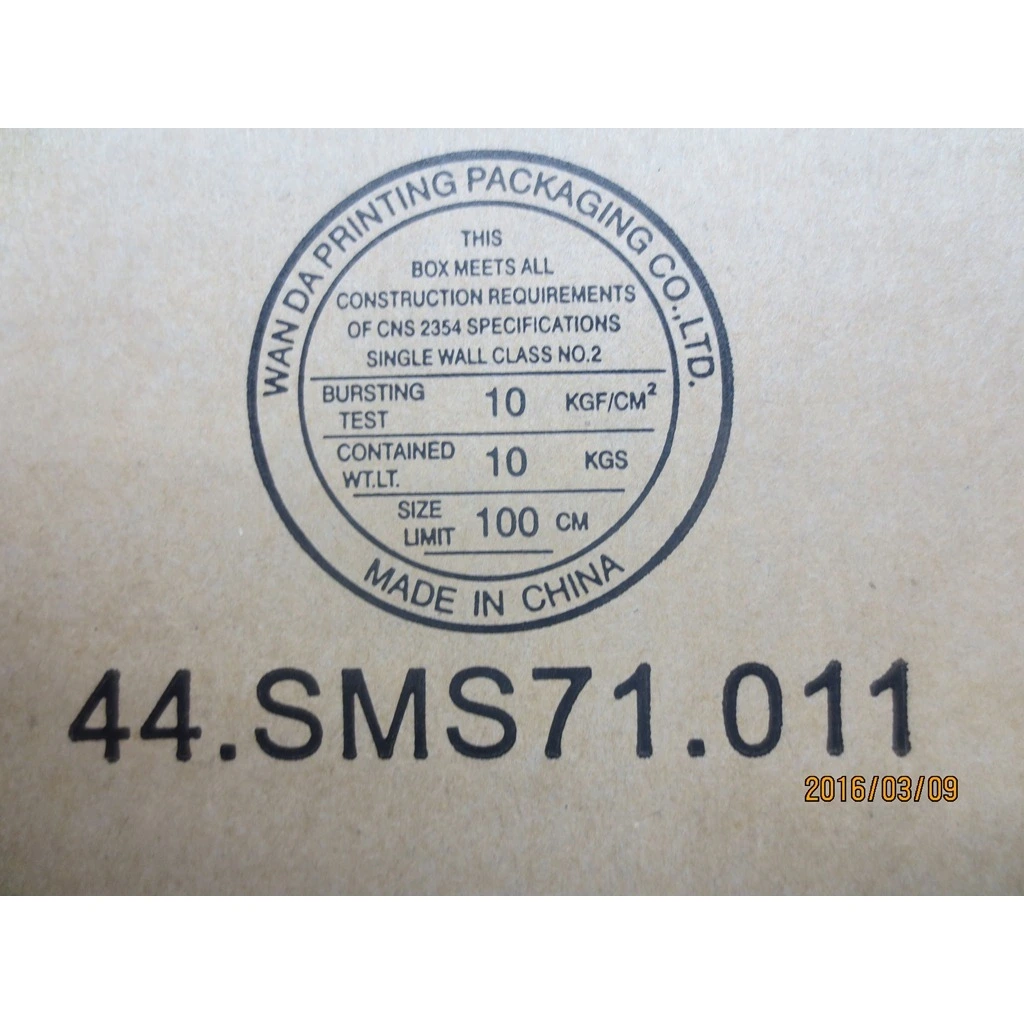 WAN DA PRINTING PACKAGING CO.,LTD.
THIS
BOX MEETS ALL
CONSTRUCTION REQUIREMENTS
OF CNS 2354 SPECIFICATIONS
SINGLE WALL CLASS NO.2
BURSTING TEST 10 KGF/CM²
CONTAINED WT.LT. 10 KGS
SIZE LIMIT 100 CM
MADE IN CHINA
44.SMS71.011
2016/03/09